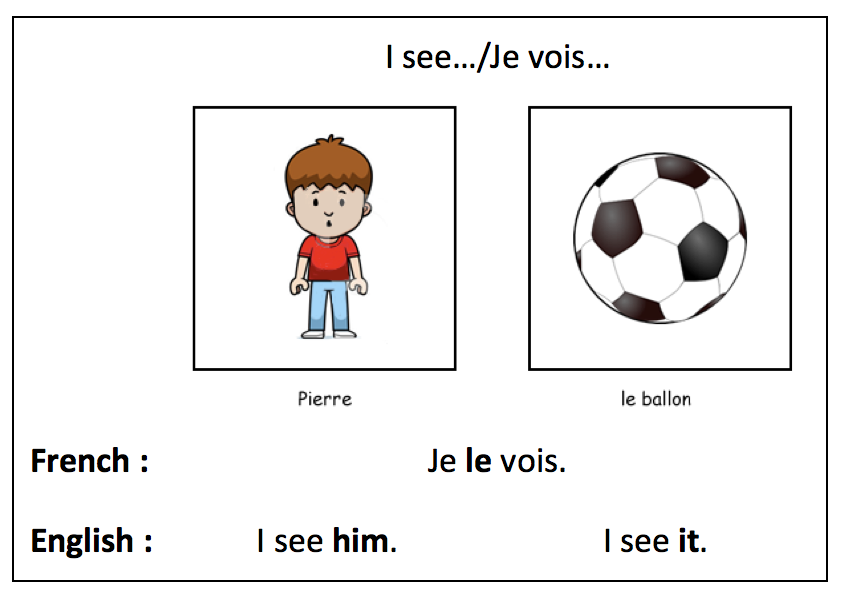 I see…/Je vois…
Pierre le ballon
French : Je le vois.
English : I see him. I see it.